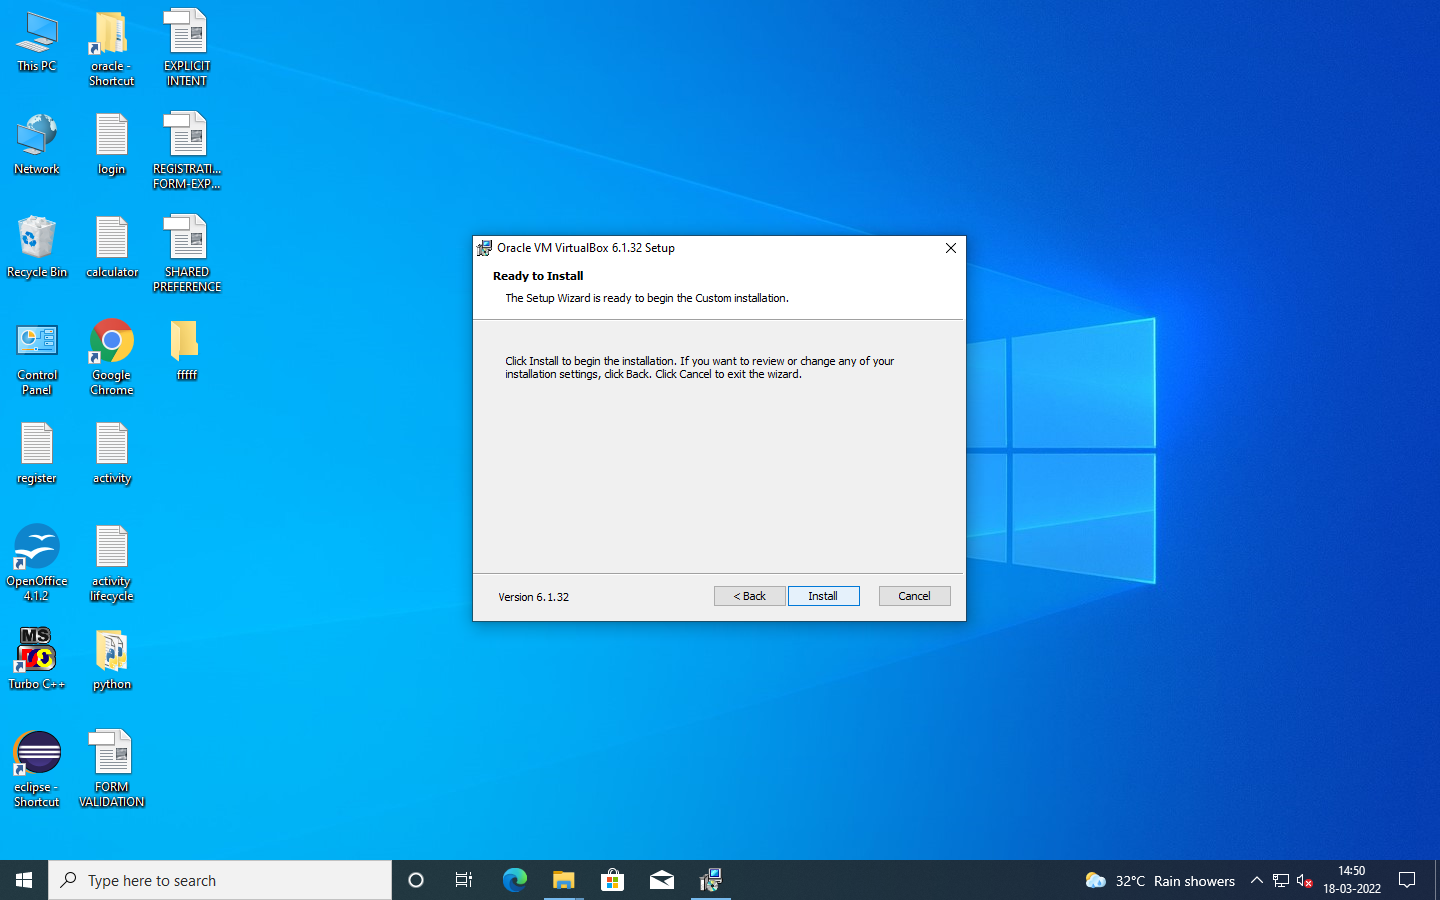 This PC
oracle -
Shortcut
EXPLICIT
INTENT
Network
login
REGISTRATI...
FORM-EXP...
Recycle Bin
calculator
SHARED
PREFERENCE
Control
Panel
Google
Chrome
fffff
register
activity
OpenOffice
4.1.2
activity
lifecycle
MS
Turbo C++
python
eclipse -
Shortcut
FORM
VALIDATION
Oracle VM VirtualBox 6.1.32 Setup
Ready to Install
The Setup Wizard is ready to begin the Custom installation.
Click Install to begin the installation. If you want to review or change any of your
installation settings, click Back. Click Cancel to exit the wizard.
Version 6.1.32
< Back
Install
Cancel
Type here to search
32°C Rain showers
14:50
18-03-2022